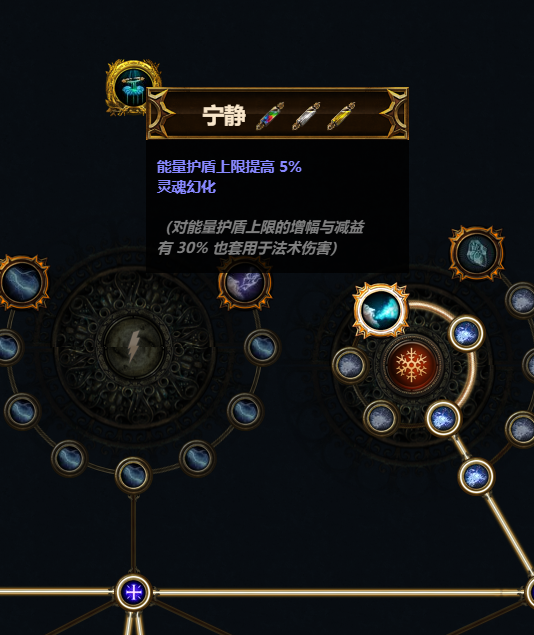 宁静
能量护盾上限提高 5%
灵魂幻化
（对能量护盾上限的增幅与减益
有 30% 也套用于法术伤害）